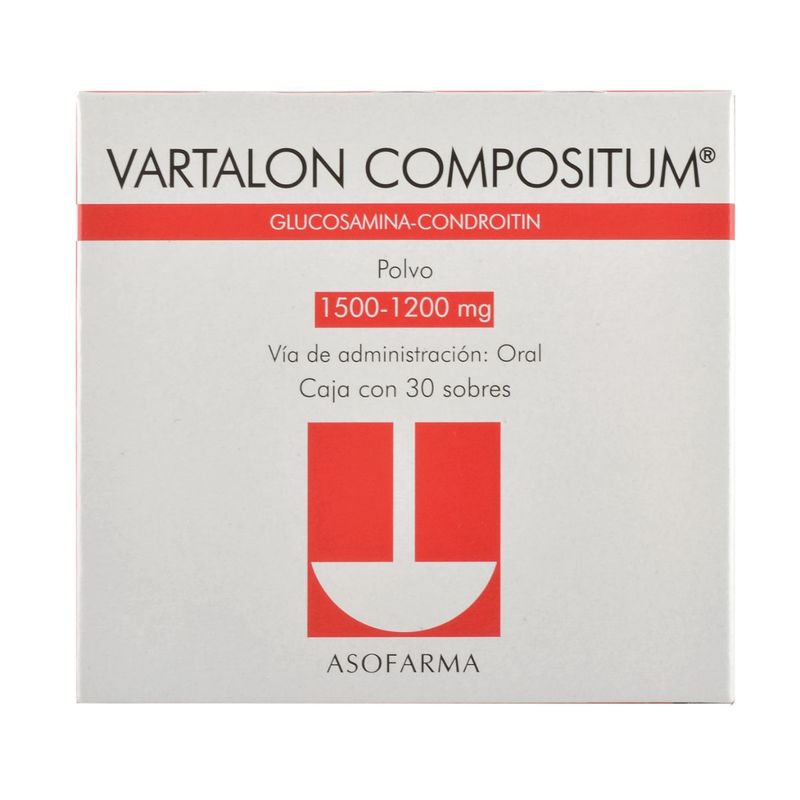 VARTALON COMPOSITUM®
GLUCOSAMINA-CONDROITIN
Polvo
1500-1200 mg
Vía de administración: Oral
Caja con 30 sobres
ASOFARMA